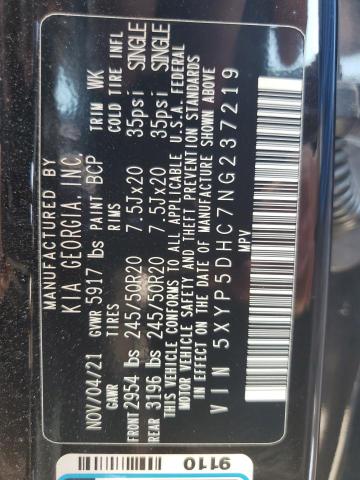 MANUFACTURED BY
KIA GEORGIA, INC.
NOV/04/21 GVWR 5917 lbs PAINT BCP TRIM WK
GAWR TIRES RIMS COLD TIRE INFL
FRONT 2954 lbs 245/50R20 7.5Jx20 35psi SINGLE
REAR 3196 lbs 245/50R20 7.5Jx20 35psi SINGLE
THIS VEHICLE CONFORMS TO ALL APPLICABLE U.S.A. FEDERAL
MOTOR VEHICLE SAFETY AND THEFT PREVENTION STANDARDS
IN EFFECT ON THE DATE OF MANUFACTURE SHOWN ABOVE
VIN 5XYP5DHC7NG237219
MPV
9110